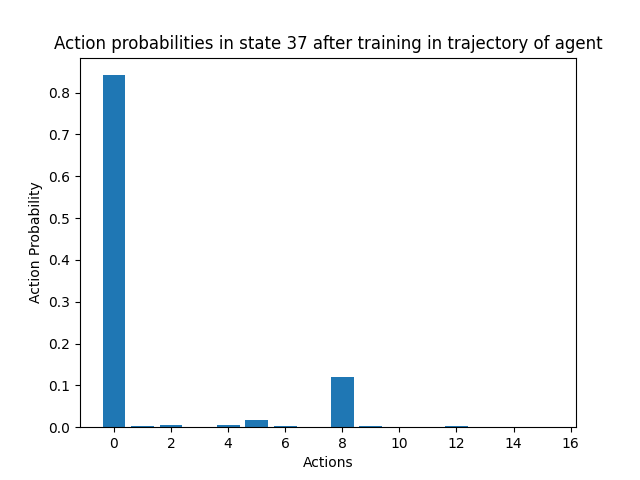 Action probabilities in state 37 after training in trajectory of agent
0.8
0.7
0.6
0.5
0.4
0.3
0.2
0.1
0.0
Action Probability
0 2 4 6 8 10 12 14 16
Actions